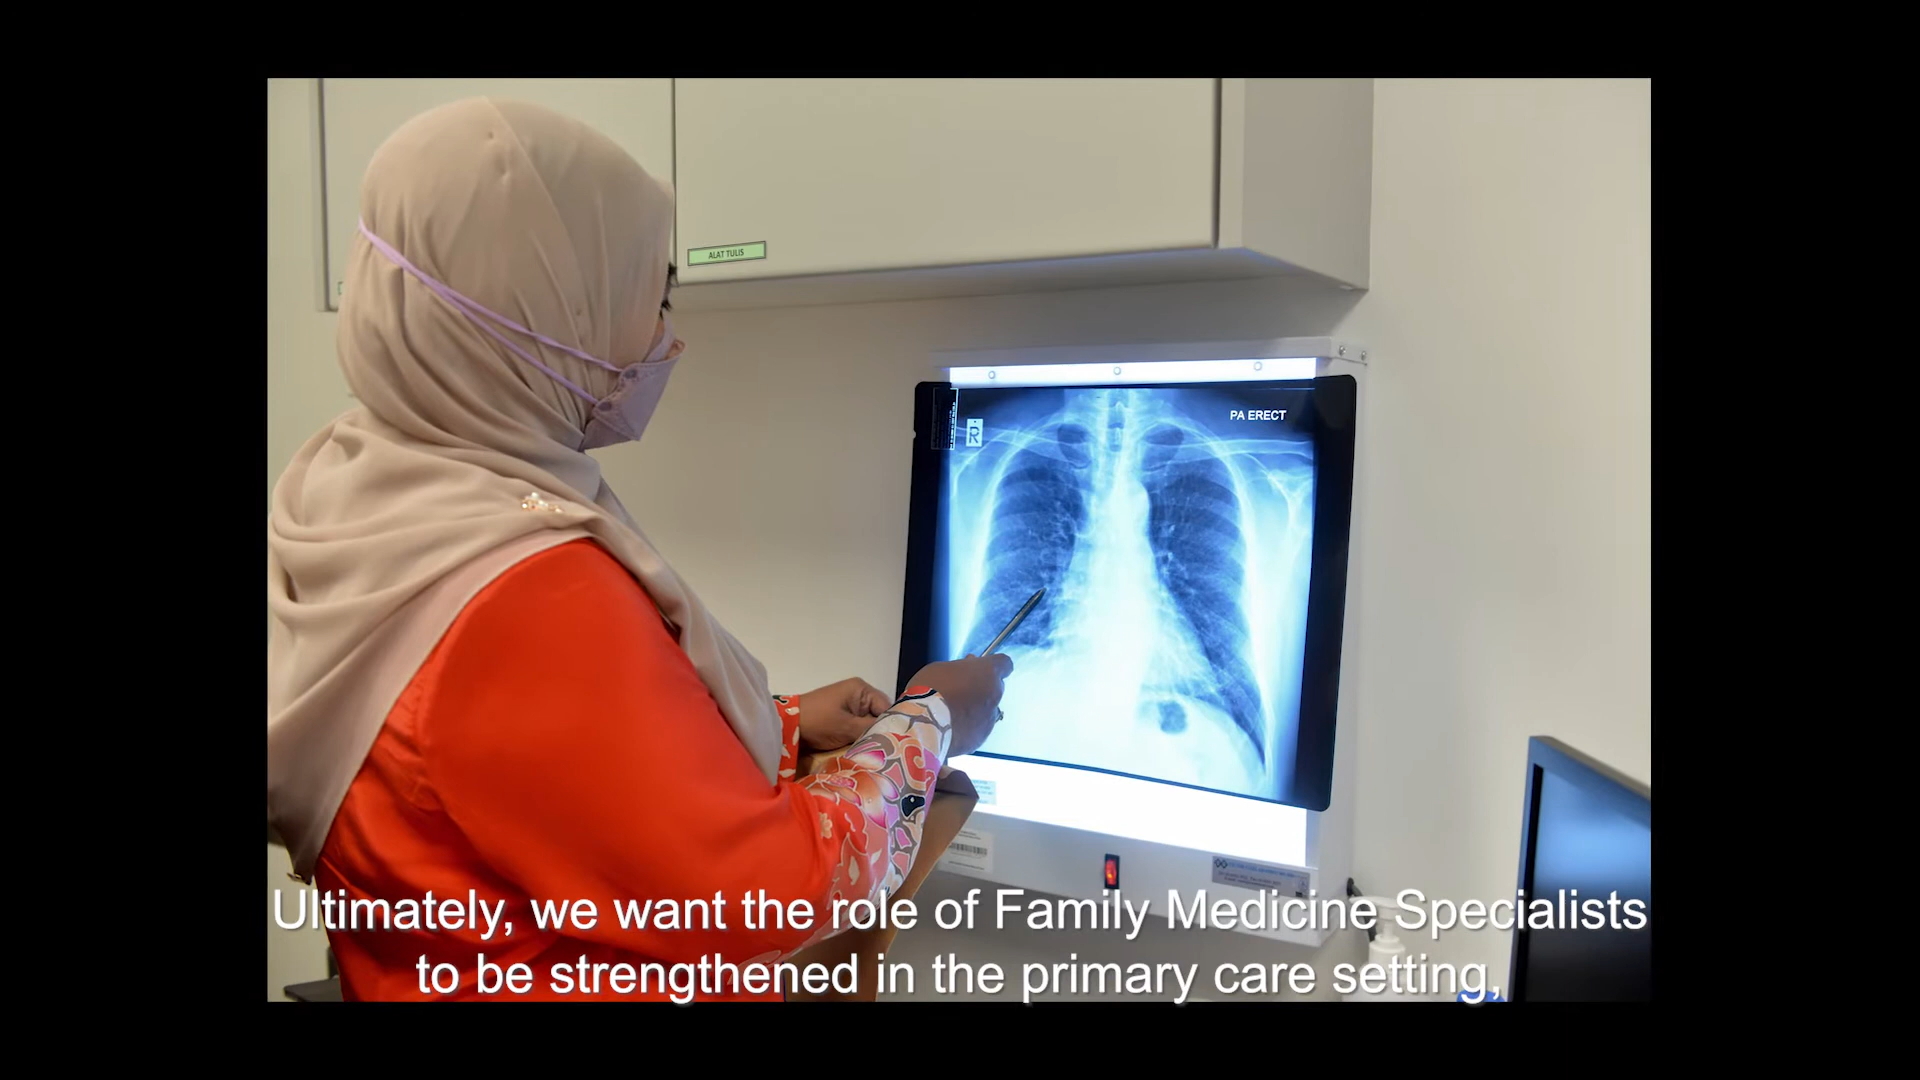 ALAT TULIS
PA ERECT
R
Ultimately, we want the role of Family Medicine Specialists
to be strengthened in the primary care setting,